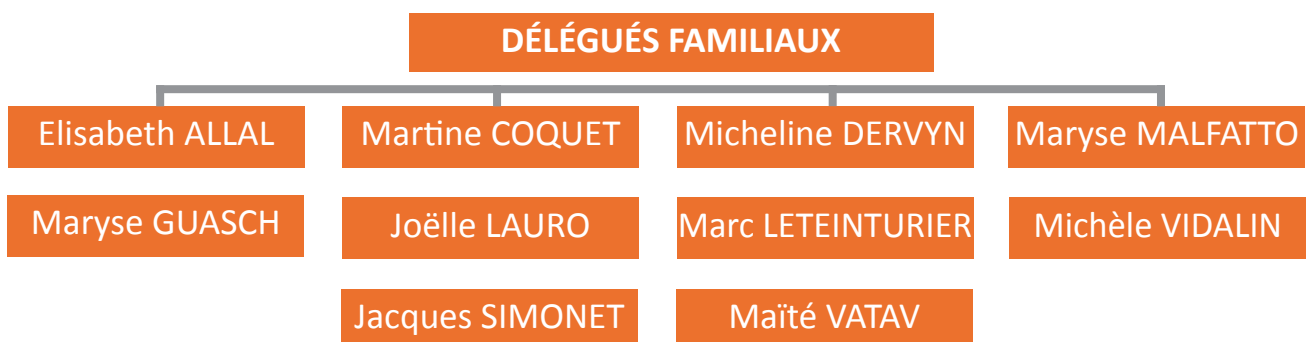 DÉLÉGUÉS FAMILIAUX
Elisabeth ALLAL
Martine COQUET
Micheline DERVYN
Maryse MALFATTO
Maryse GUASCH
Joëlle LAURO
Marc LETEINTURIER
Michèle VIDALIN
Jacques SIMONET
Maïté VATAV